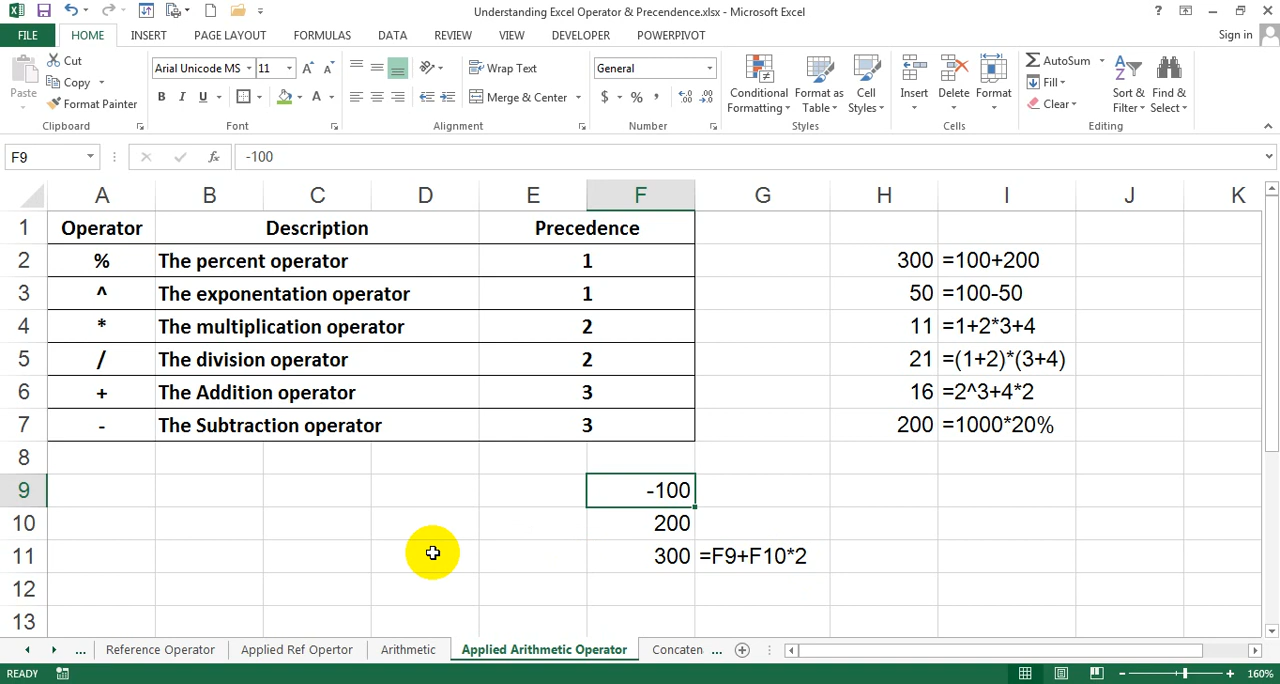 Understanding Excel Operator & Precendence.xlsx - Microsoft Excel
?
Sign in
FILE HOME INSERT PAGE LAYOUT FORMULAS DATA REVIEW VIEW DEVELOPER POWERPIVOT
Paste
Cut
Copy
Format Painter
Clipboard
Arial Unicode MS 11
B I U A
Font
Wrap Text
Merge & Center
Alignment
General
$ % ,
Number
Conditional Formatting
Format as Table
Cell Styles
Styles
Insert
Delete
Format
Cells
AutoSum
Fill
Clear
Sort & Filter
Find & Select
Editing
F9 fx -100
A B C D E F G H I J K
1 Operator Description Precedence
2 % The percent operator 1 300 =100+200
3 ^ The exponentation operator 1 50 =100-50
4 * The multiplication operator 2 11 =1+2*3+4
5 / The division operator 2 21 =(1+2)*(3+4)
6 + The Addition operator 3 16 =2^3+4*2
7 - The Subtraction operator 3 200 =1000*20%
8
9 -100
10 200
11 300 =F9+F10*2
12
13
... Reference Operator Applied Ref Opertor Arithmetic Applied Arithmetic Operator Concaten ...
READY 160%